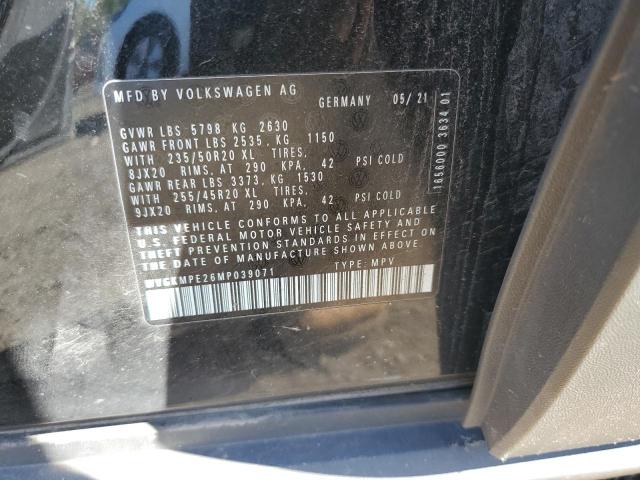 MFD BY VOLKSWAGEN AG GERMANY 05/21
GVWR LBS 5798 KG 2630
GAWR FRONT LBS 2535, KG 1150
WITH 235/50R20 XL TIRES,
8JX20 RIMS, AT 290 KPA, 42 PSI COLD
GAWR REAR LBS 3373, KG 1530
WITH 255/45R20 XL TIRES,
9JX20 RIMS, AT 290 KPA, 42 PSI COLD
THIS VEHICLE CONFORMS TO ALL APPLICABLE
U.S. FEDERAL MOTOR VEHICLE SAFETY AND
THEFT PREVENTION STANDARDS IN EFFECT ON
THE DATE OF MANUFACTURE SHOWN ABOVE
WVGKMPE26MP039071 TYPE: MPV
1656000 3634 01